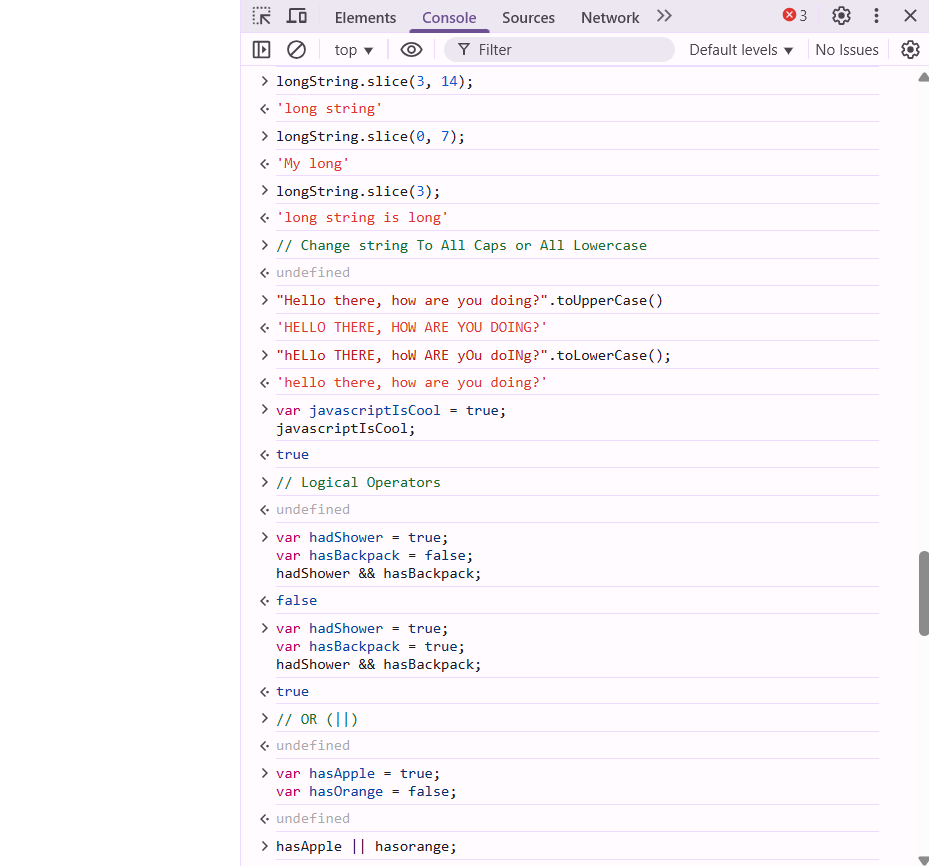 Elements Console Sources Network 3
top Filter Default levels No Issues
longString.slice(3, 14);
'long string'
longString.slice(0, 7);
'My long'
longString.slice(3);
'long string is long'
// Change string To All Caps or All Lowercase
undefined
"Hello there, how are you doing?".toUpperCase()
'HELLO THERE, HOW ARE YOU DOING?'
"hELlo THERE, hoW ARE yOu doINg?".toLowerCase();
'hello there, how are you doing?'
var javascriptIsCool = true;
javascriptIsCool;
true
// Logical Operators
undefined
var hadShower = true;
var hasBackpack = false;
hadShower && hasBackpack;
false
var hadShower = true;
var hasBackpack = true;
hadShower && hasBackpack;
true
// OR (||)
undefined
var hasApple = true;
var hasOrange = false;
undefined
hasApple || hasorange;